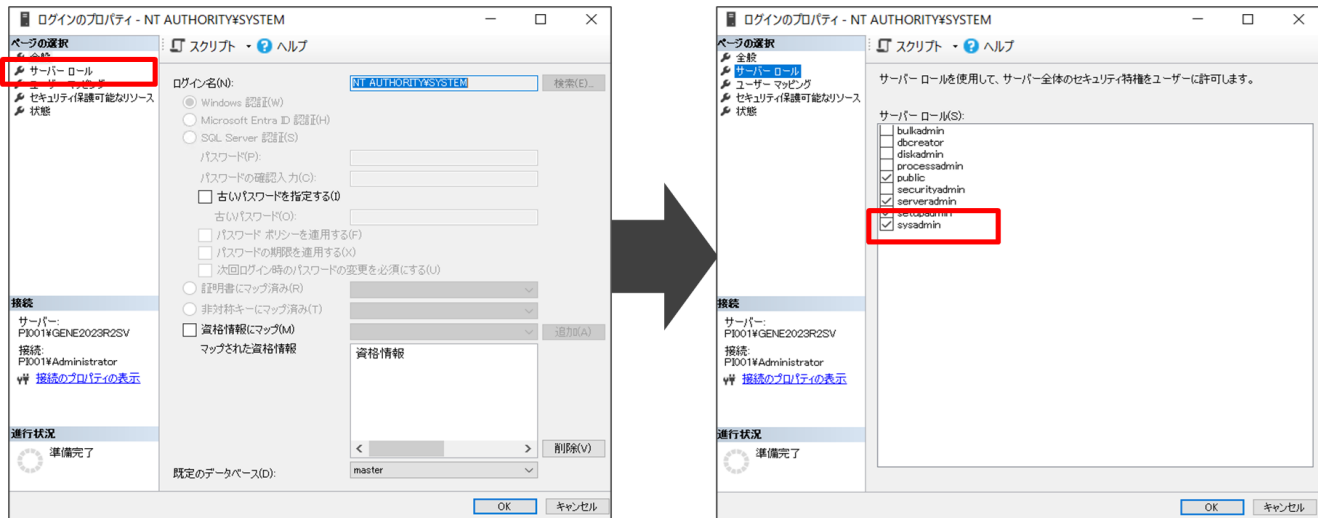 ログインのプロパティ - NT AUTHORITY¥SYSTEM
ページの選択
全般
サーバー ロール
ユーザー マッピング
セキュリティ保護可能なリソース
状態
スクリプト
ヘルプ
ログイン名(N):
NT AUTHORITY¥SYSTEM
検索(E)...
Windows 認証(W)
Microsoft Entra ID 認証(H)
SQL Server 認証(S)
パスワード(P):
パスワードの確認入力(C):
古いパスワードを指定する(I)
古いパスワード(O):
パスワード ポリシーを適用する(F)
パスワードの期限を適用する(X)
次回ログイン時のパスワードの変更を必須にする(U)
証明書にマップ済み(R)
非対称キーにマップ済み(T)
資格情報にマップ(M)
追加(A)
マップされた資格情報
資格情報
削除(V)
既定のデータベース(D):
master
接続
サーバー:
PI001¥GENE2023R2SV
接続:
PI001¥Administrator
接続のプロパティの表示
進行状況
準備完了
OK
キャンセル
ログインのプロパティ - NT AUTHORITY¥SYSTEM
ページの選択
全般
サーバー ロール
ユーザー マッピング
セキュリティ保護可能なリソース
状態
スクリプト
ヘルプ
サーバー ロールを使用して、サーバー全体のセキュリティ特権をユーザーに許可します。
サーバー ロール(S):
bulkadmin
dbcreator
diskadmin
processadmin
public
securityadmin
serveradmin
setupadmin
sysadmin
接続
サーバー:
PI001¥GENE2023R2SV
接続:
PI001¥Administrator
接続のプロパティの表示
進行状況
準備完了
OK
キャンセル